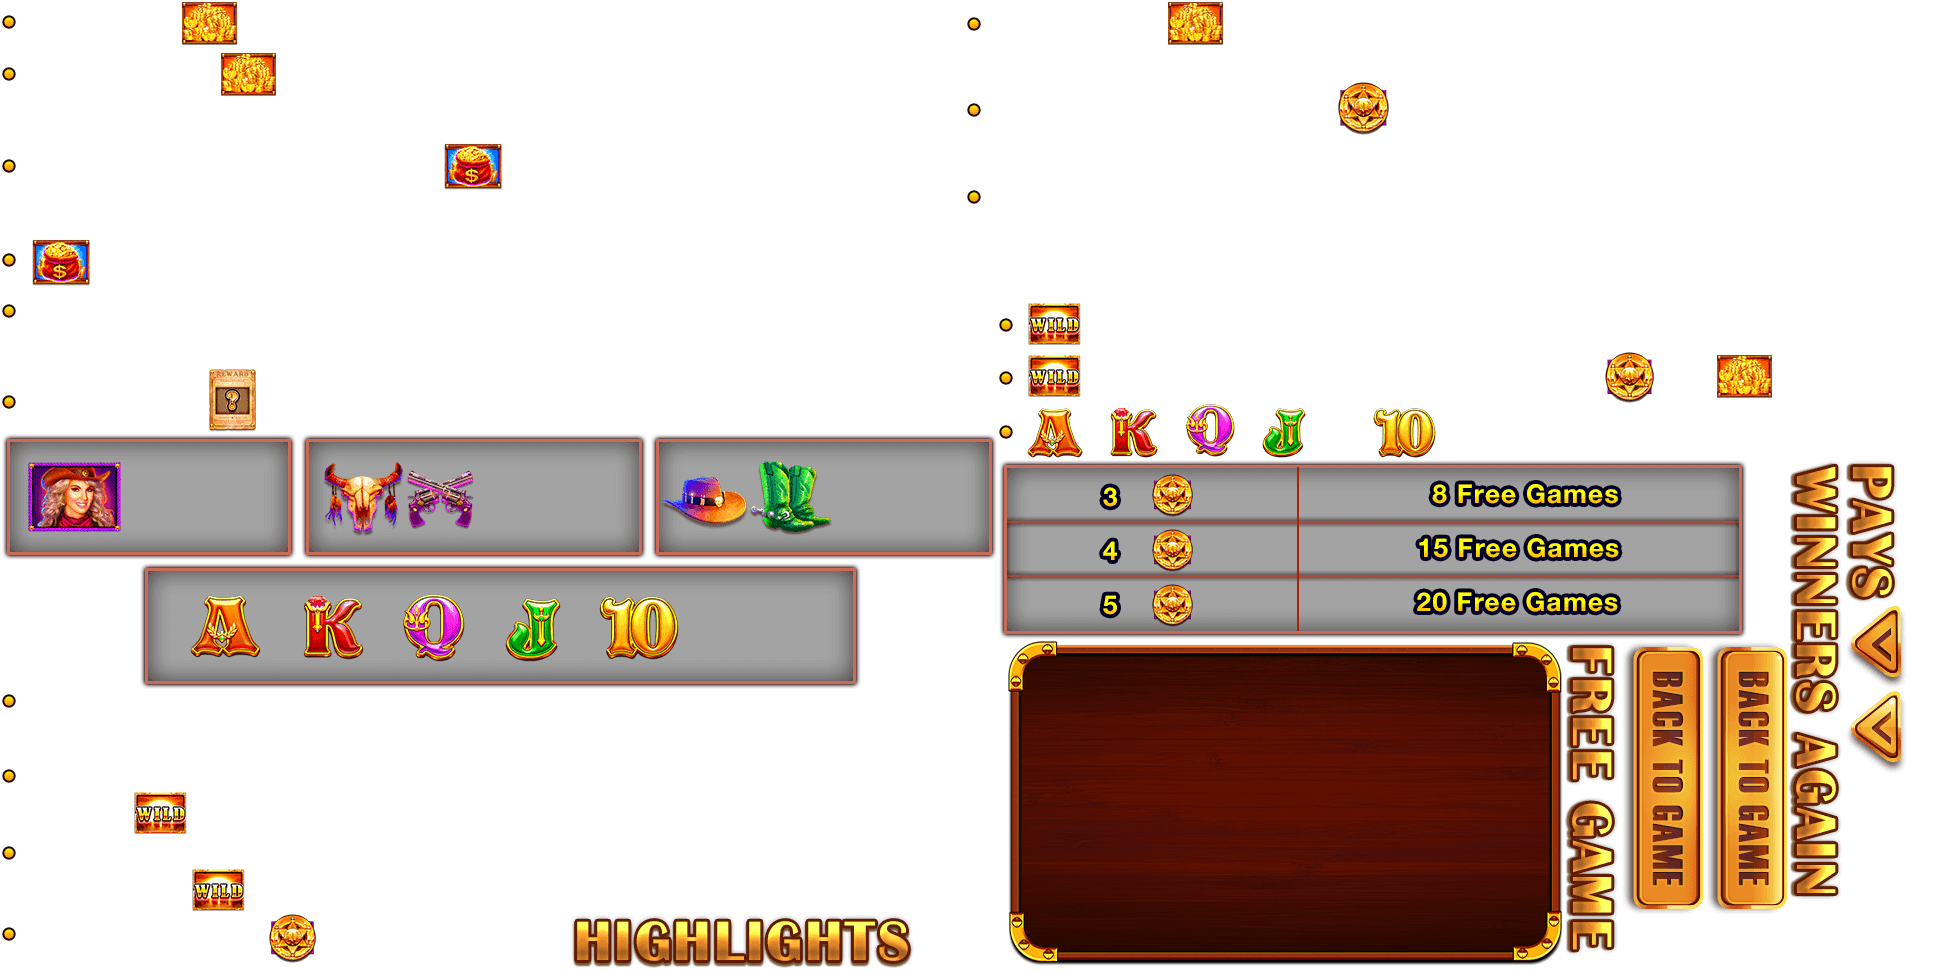 $
$
REWARD
?
WILD
WILD
A K Q J 10
3 8 Free Games
4 15 Free Games
5 20 Free Games
A K Q J 10
WILD
WILD
HIGHLIGHTS
FREE GAME
BACK TO GAME
BACK TO GAME
WINNERS AGAIN
PAYS